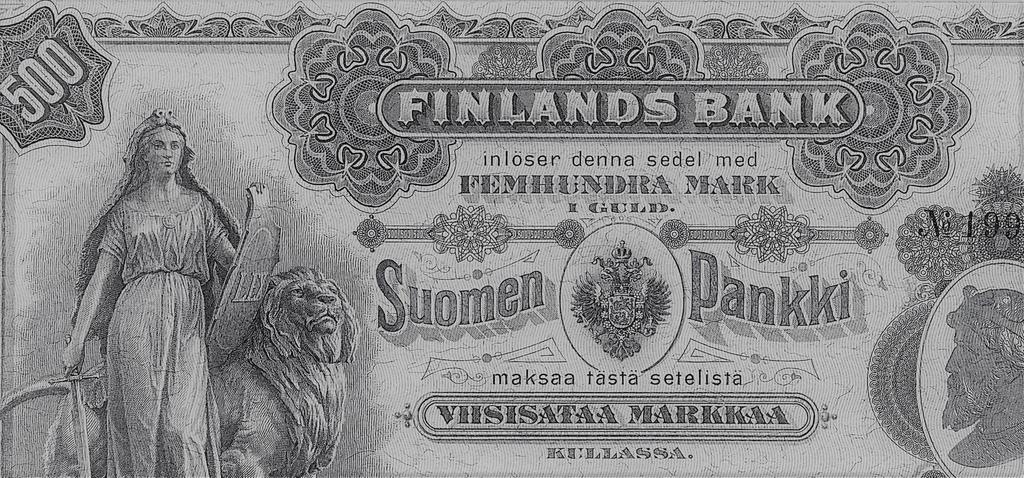 500
FINLANDS BANK
inlöser denna sedel med
FEMHUNDRA MARK
I GULD.
№ 199
Suomen Pankki
maksaa tästä setelistä
VIISISATAA MARKKAA
KULLASSA.
LEX